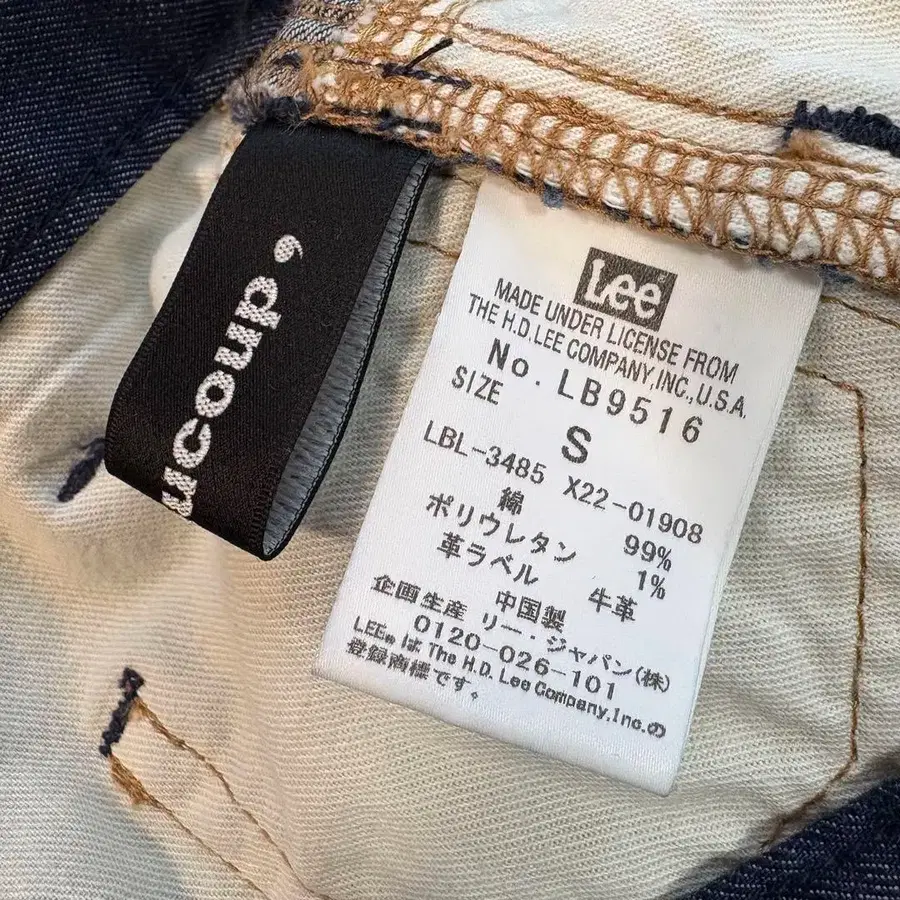 ucoup,
Lee
MADE UNDER LICENSE FROM
THE H.D.LEE COMPANY,INC.,U.S.A.
No. LB9516
SIZE S
LBL-3485 X22-01908
綿 99%
ポリウレタン 1%
革ラベル 牛革
中国製
企画生産 リー・ジャパン(株)
0120-026-101
LEE®は The H.D. Lee Company,Inc.の
登録商標です。